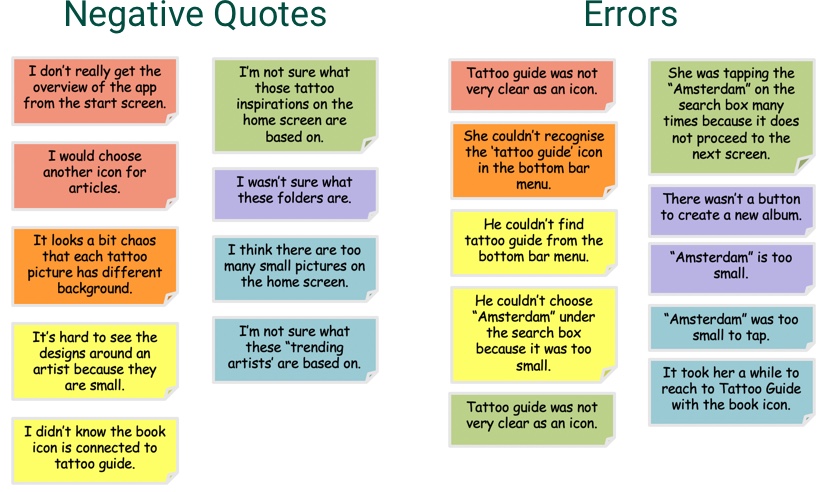 Negative Quotes
I don't really get the
overview of the app
from the start screen.
I would choose
another icon for
articles.
It looks a bit chaos
that each tattoo
picture has different
background.
It's hard to see the
designs around an
artist because they
are small.
I didn't know the book
icon is connected to
tattoo guide.
I'm not sure what
those tattoo
inspirations on the
home screen are
based on.
I wasn't sure what
these folders are.
I think there are too
many small pictures on
the home screen.
I'm not sure what
these "trending
artists' are based on.
Errors
Tattoo guide was not
very clear as an icon.
She couldn't recognise
the 'tattoo guide' icon
in the bottom bar
menu.
He couldn't find
tattoo guide from the
bottom bar menu.
He couldn't choose
"Amsterdam" under
the search box
because it was too
small.
Tattoo guide was not
very clear as an icon.
She was tapping the
"Amsterdam" on the
search box many
times because it does
not proceed to the
next screen.
There wasn't a button
to create a new album.
"Amsterdam" is too
small.
"Amsterdam" was too
small to tap.
It took her a while to
reach to Tattoo Guide
with the book icon.